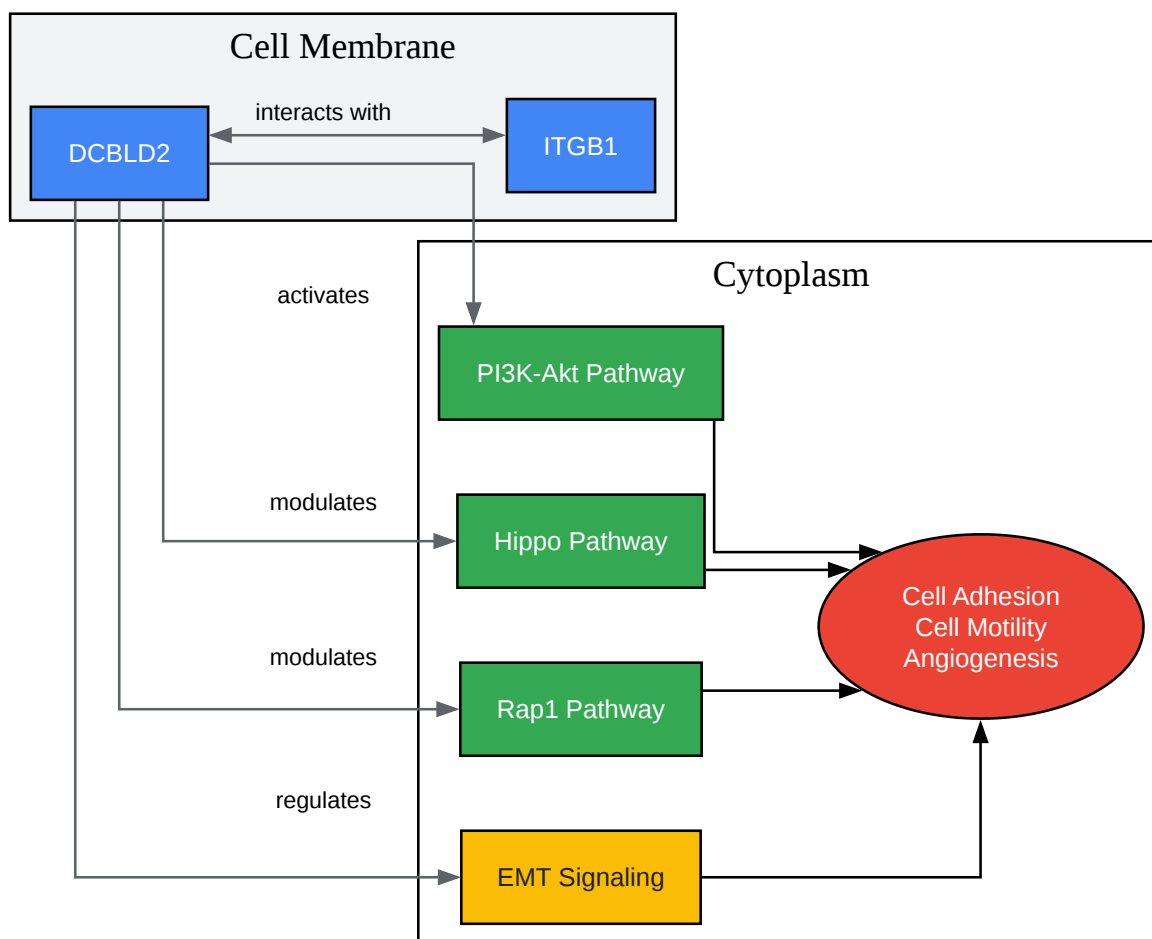 Cell Membrane
interacts with
DCBLD2
ITGB1
Cytoplasm
activates
PI3K-Akt Pathway
modulates
Hippo Pathway
Cell Adhesion
Cell Motility
Angiogenesis
modulates
Rap1 Pathway
regulates
EMT Signaling